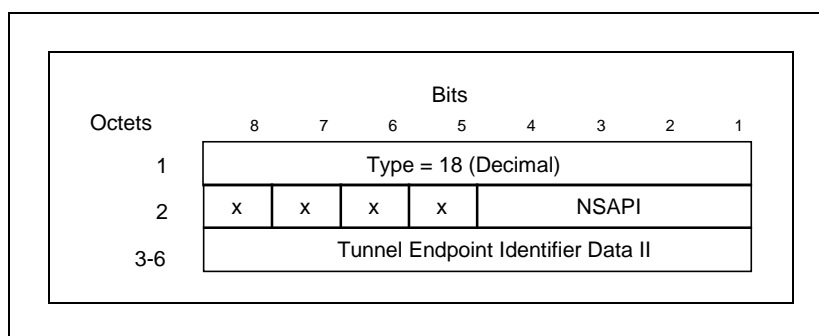 Bits
Octets 8 7 6 5 4 3 2 1
1 Type = 18 (Decimal)
2 x x x x NSAPI
3-6 Tunnel Endpoint Identifier Data II